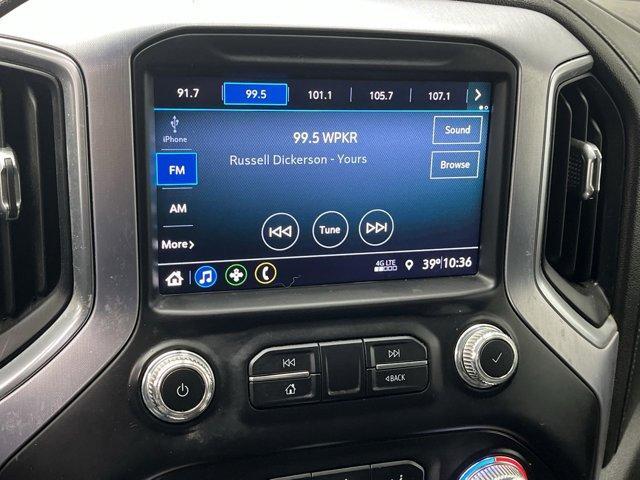 91.7 99.5 101.1 105.7 107.1
iPhone
99.5 WPKR
Sound
Russell Dickerson - Yours
Browse
FM
AM
Tune
More
4G LTE
39° 10:36
BACK